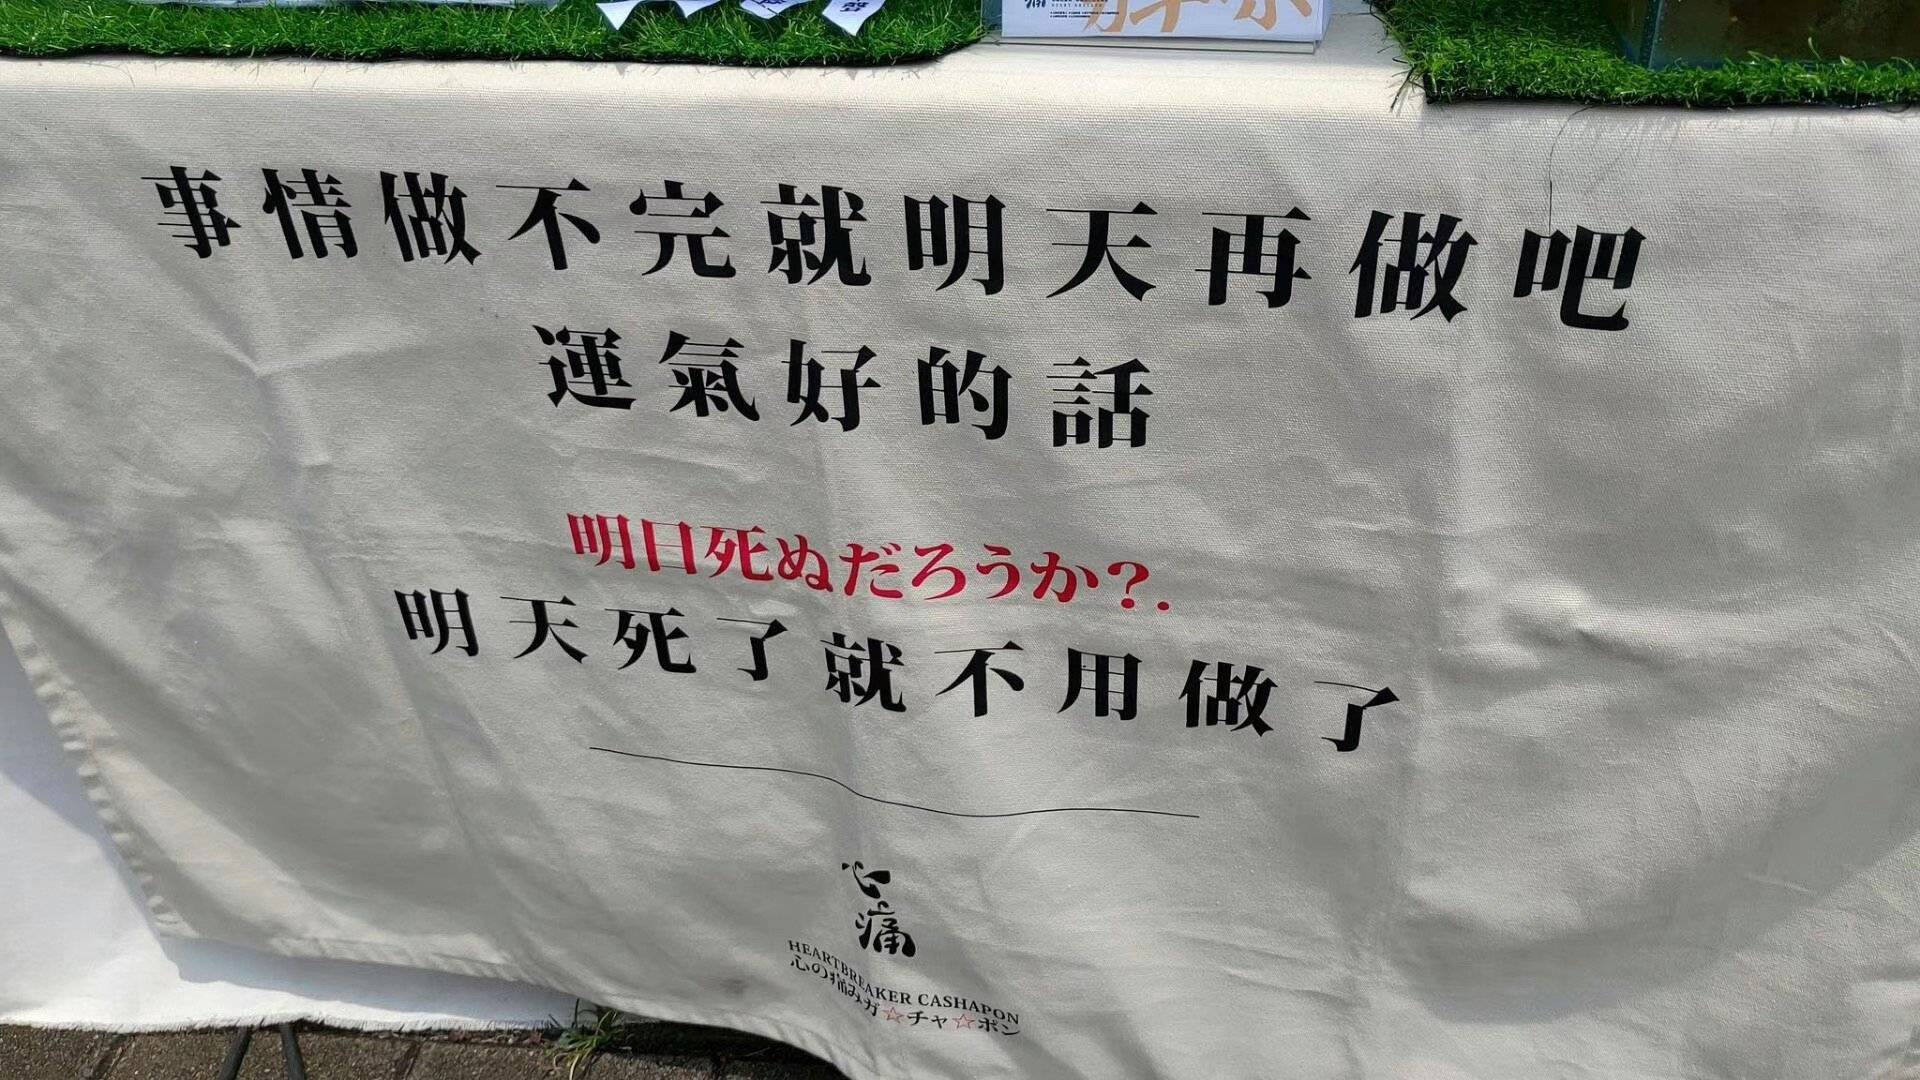 事情做不完就明天再做吧
運氣好的話
明日死ぬだろうか?.
明天死了就不用做了
心痛
HEARTBREAKER CASHAPON
心の痛みガ☆チャ☆ポン